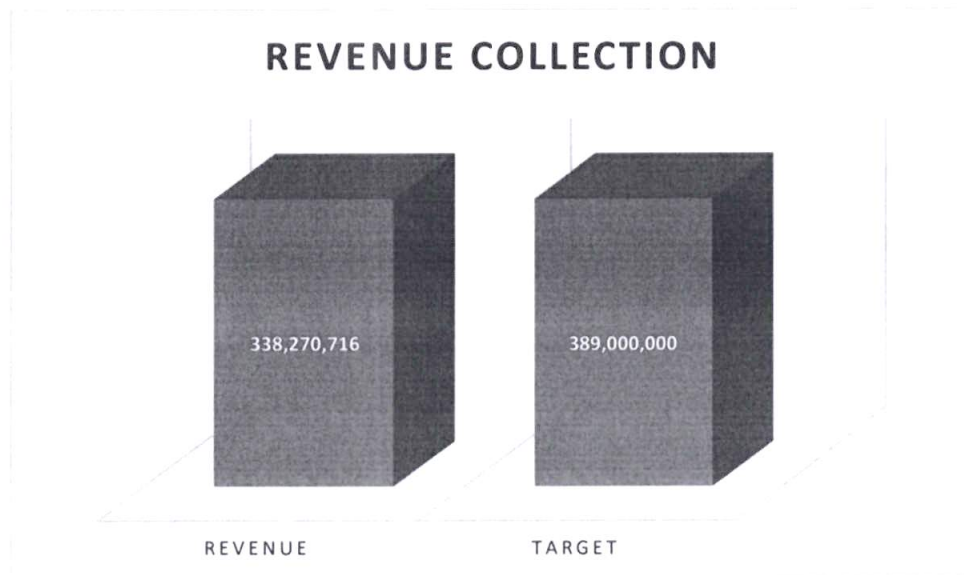 REVENUE COLLECTION
338,270,716
389,000,000
REVENUE
TARGET